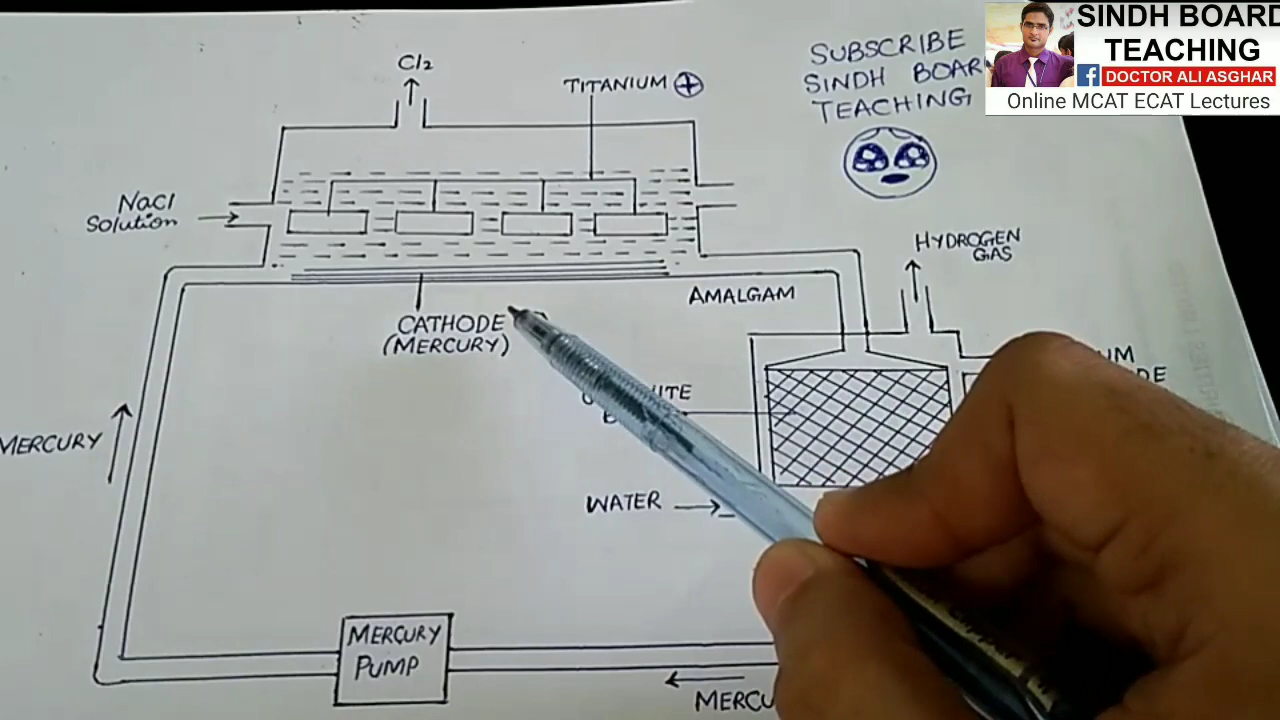 SINDH BOARD
TEACHING
DOCTOR ALI ASGHAR
Online MCAT ECAT Lectures
SUBSCRIBE
SINDH BOAR
TEACHING
Cl2
TITANIUM +
NaCl
Solution
HYDROGEN
GAS
AMALGAM
CATHODE
(MERCURY)
MERCURY
WATER
MERCURY
PUMP
MERCU